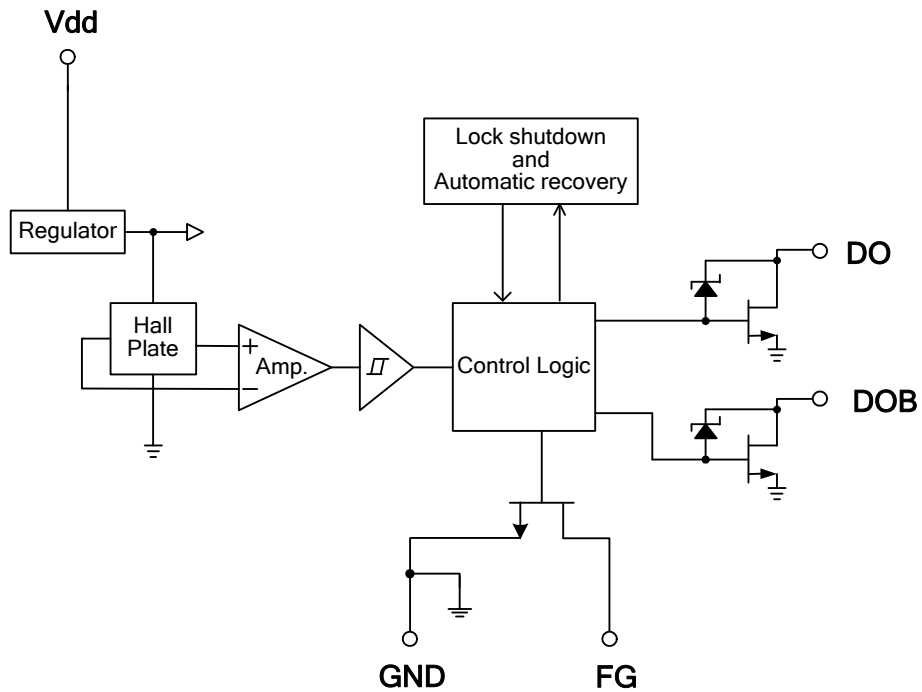 Vdd
Lock shutdown
and
Automatic recovery
Regulator
DO
Hall
Plate
+
Amp.
−
Control Logic
DOB
GND
FG